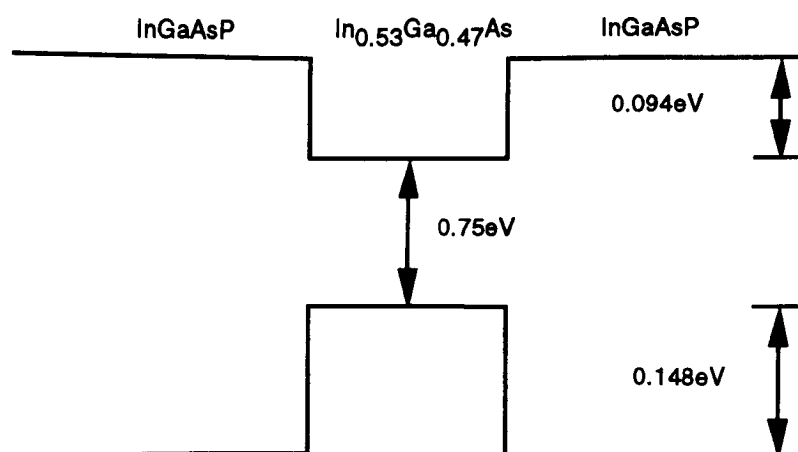 InGaAsP
In0.53Ga0.47As
InGaAsP
0.094eV
0.75eV
0.148eV